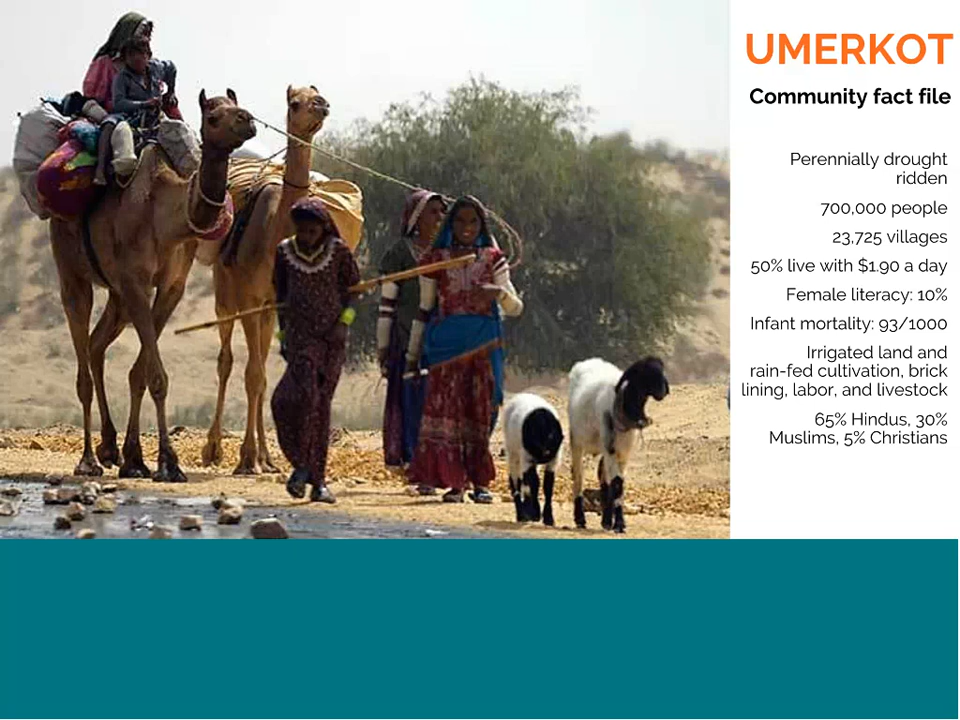 UMERKOT
Community fact file
Perennially drought
ridden
700,000 people
23,725 villages
50% live with $1.90 a day
Female literacy: 10%
Infant mortality: 93/1000
Irrigated land and
rain-fed cultivation, brick
lining, labor, and livestock
65% Hindus, 30%
Muslims, 5% Christians